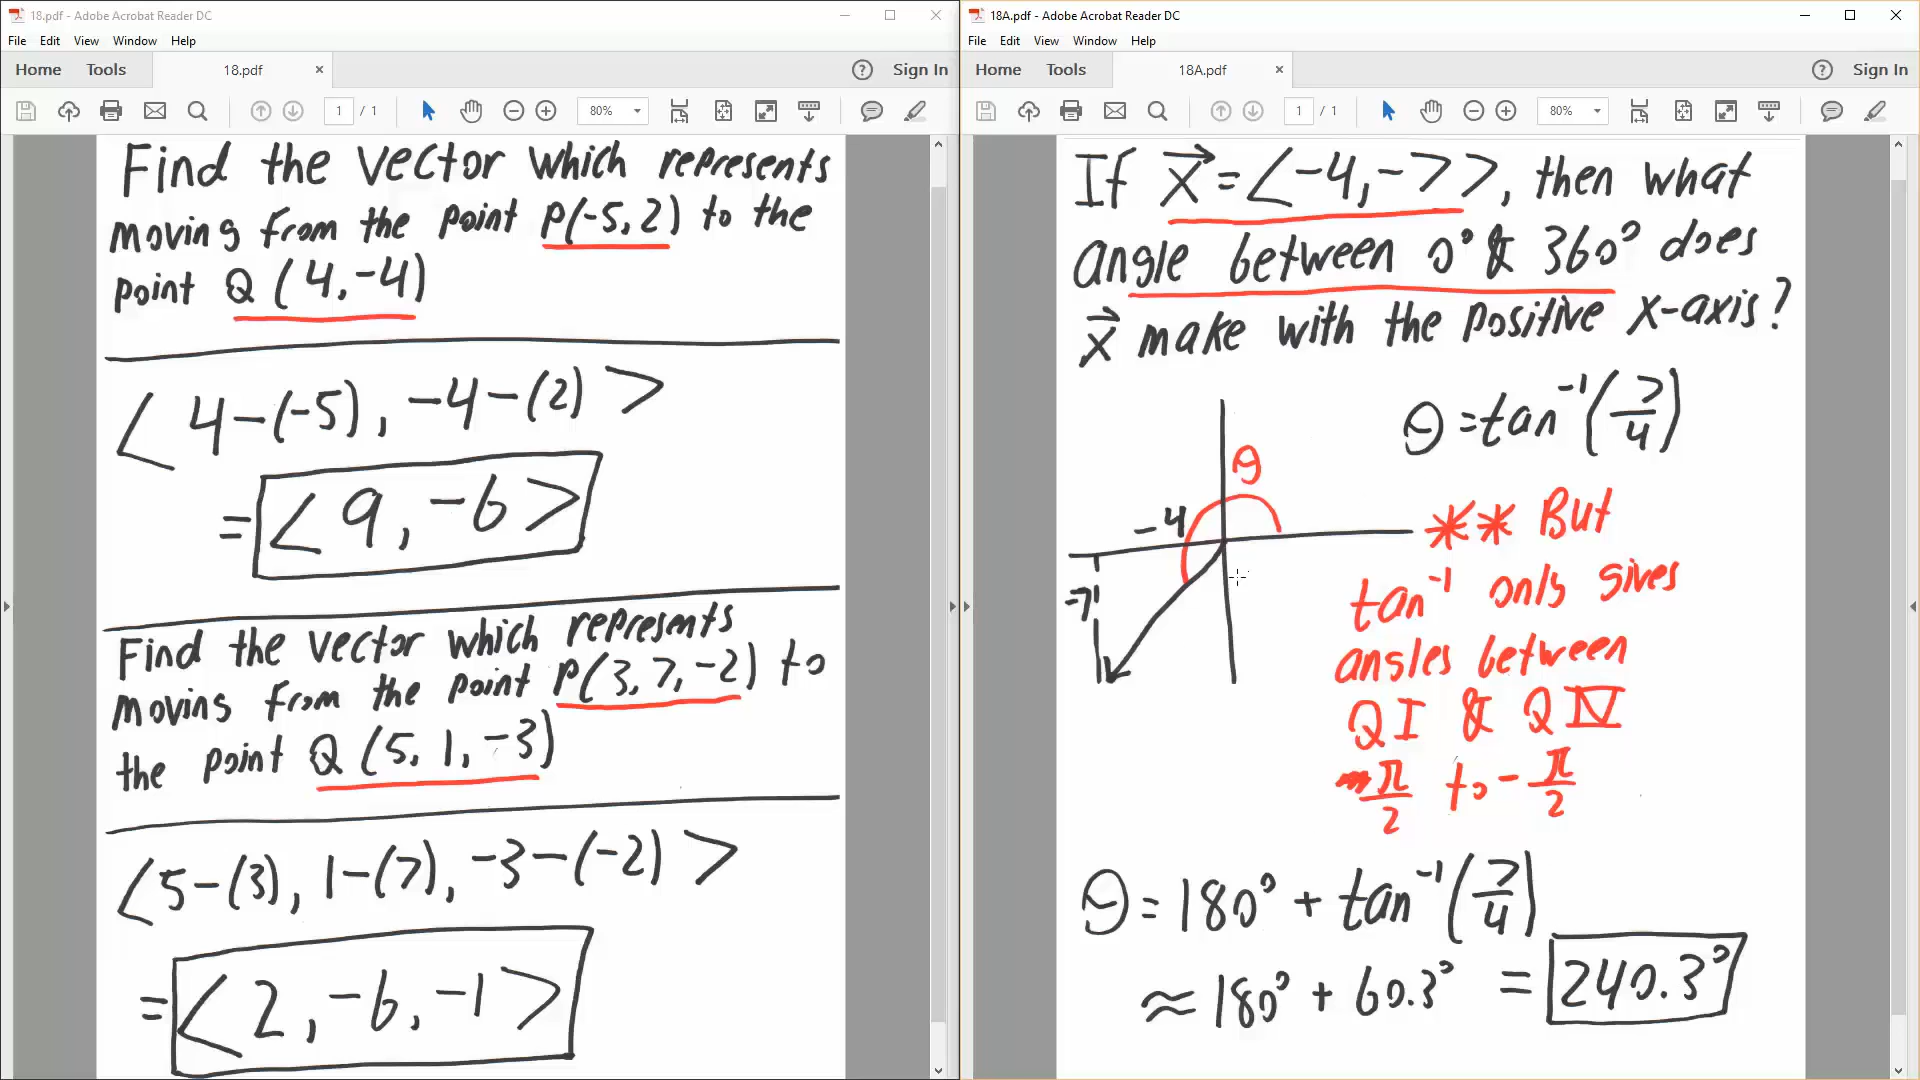 18.pdf - Adobe Acrobat Reader DC
File Edit View Window Help
Home Tools 18.pdf × Sign In
1 / 1 80%
Find the vector which represents
moving from the point P(-5, 2) to the
point Q (4, -4)
< 4-(-5), -4-(2) >
= < 9, -6 >
Find the vector which represents
moving from the point P(3, 7, -2) to
the point Q (5, 1, -3)
<5-(3), 1-(7), -3-(-2) >
= < 2, -6, -1 >
18A.pdf - Adobe Acrobat Reader DC
File Edit View Window Help
Home Tools 18A.pdf × Sign In
1 / 1 80%
If x⃗ = < -4, -7 >, then what
angle between 0° & 360° does
x⃗ make with the positive x-axis?
θ = tan⁻¹(7/4)
θ
-4
-7
** But
tan⁻¹ only gives
angles between
QI & QIV
π/2 to -π/2
θ = 180° + tan⁻¹(7/4)
≈ 180° + 60.3° = 240.3°